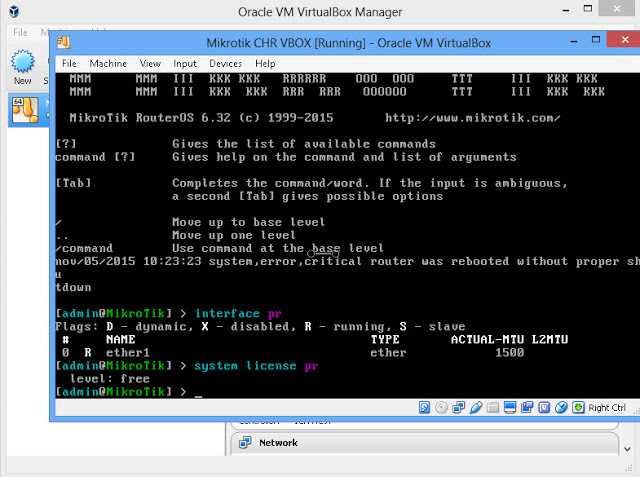 Oracle VM VirtualBox Manager
File
New
Mikrotik CHR VBOX [Running] - Oracle VM VirtualBox
File Machine View Input Devices Help
MMM MMM III KKK KKK RRRRRR OOO OOO TTT III KKK KKK
MMM MMM III KKK KKK RRR RRR OOOOOO TTT III KKK KKK
MikroTik RouterOS 6.32 (c) 1999-2015 http://www.mikrotik.com/
[?] Gives the list of available commands
command [?] Gives help on the command and list of arguments
[Tab] Completes the command/word. If the input is ambiguous,
a second [Tab] gives possible options
/ Move up to base level
.. Move up one level
/command Use command at the base level
nov/05/2015 10:23:23 system,error,critical router was rebooted without proper sh
u
tdown
[admin@MikroTik] > interface pr
Flags: D - dynamic, X - disabled, R - running, S - slave
# NAME TYPE ACTUAL-MTU L2MTU
0 R ether1 ether 1500
[admin@MikroTik] > system license pr
level: free
[admin@MikroTik] > _
Right Ctrl
Network